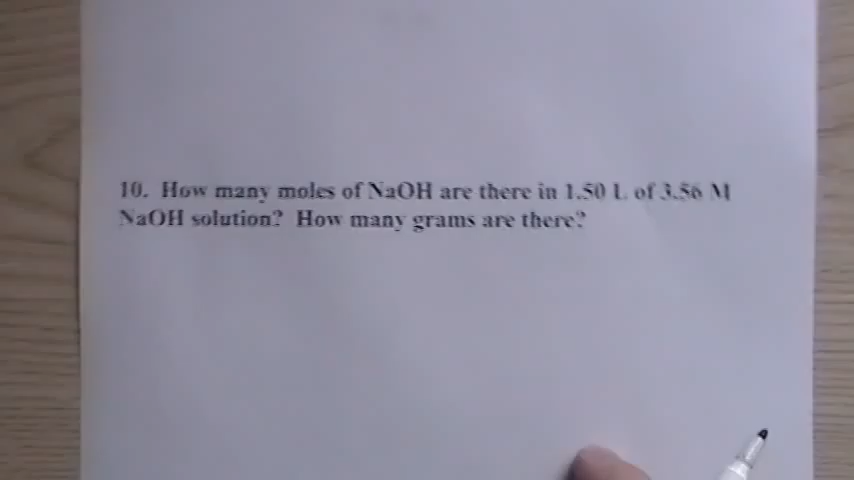 10. How many moles of NaOH are there in 1.50 L of 3.56 M
NaOH solution? How many grams are there?